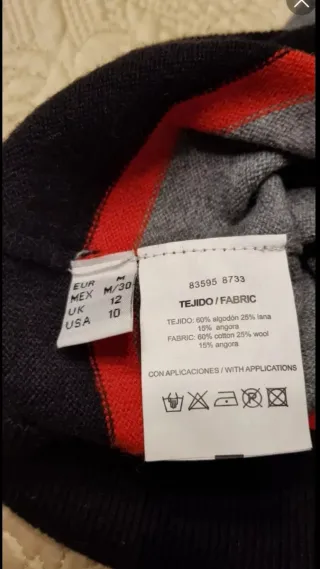 EUR M
MEX M/30
UK 12
USA 10
83595 8733
TEJIDO / FABRIC
TEJIDO: 60% algodón 25% lana
15% angora
FABRIC: 60% cotton 25% wool
15% angora
CON APLICACIONES / WITH APPLICATIONS